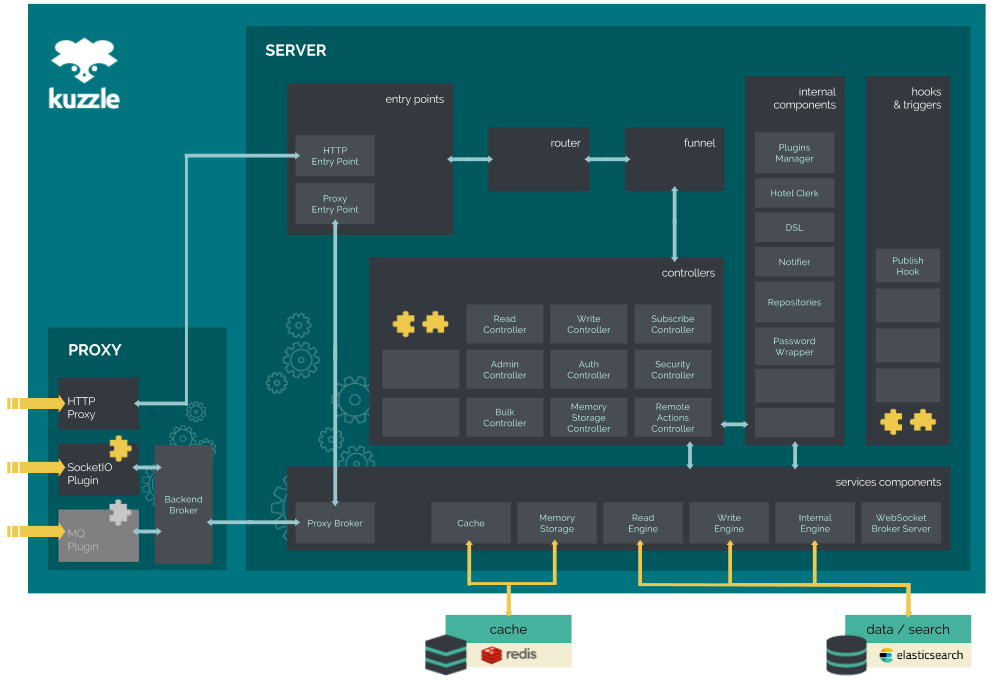 kuzzle
SERVER
entry points
HTTP
Entry Point
Proxy
Entry Point
router
funnel
internal
components
Plugins
Manager
Hotel Clerk
DSL
Notifier
Repositories
Password
Wrapper
hooks
& triggers
Publish
Hook
controllers
Read
Controller
Write
Controller
Subscribe
Controller
Admin
Controller
Auth
Controller
Security
Controller
Bulk
Controller
Memory
Storage
Controller
Remote
Actions
Controller
PROXY
HTTP
Proxy
SocketIO
Plugin
MQ
Plugin
Backend
Broker
services components
Proxy Broker
Cache
Memory
Storage
Read
Engine
Write
Engine
Internal
Engine
WebSocket
Broker Server
cache
redis
data / search
elasticsearch